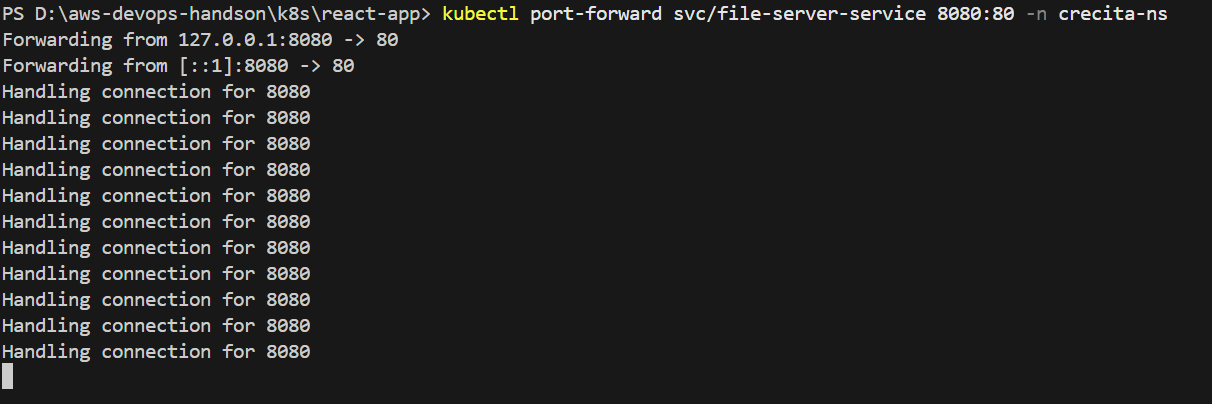 PS D:\aws-devops-handson\k8s\react-app> kubectl port-forward svc/file-server-service 8080:80 -n crecita-ns
Forwarding from 127.0.0.1:8080 -> 80
Forwarding from [::1]:8080 -> 80
Handling connection for 8080
Handling connection for 8080
Handling connection for 8080
Handling connection for 8080
Handling connection for 8080
Handling connection for 8080
Handling connection for 8080
Handling connection for 8080
Handling connection for 8080
Handling connection for 8080
Handling connection for 8080